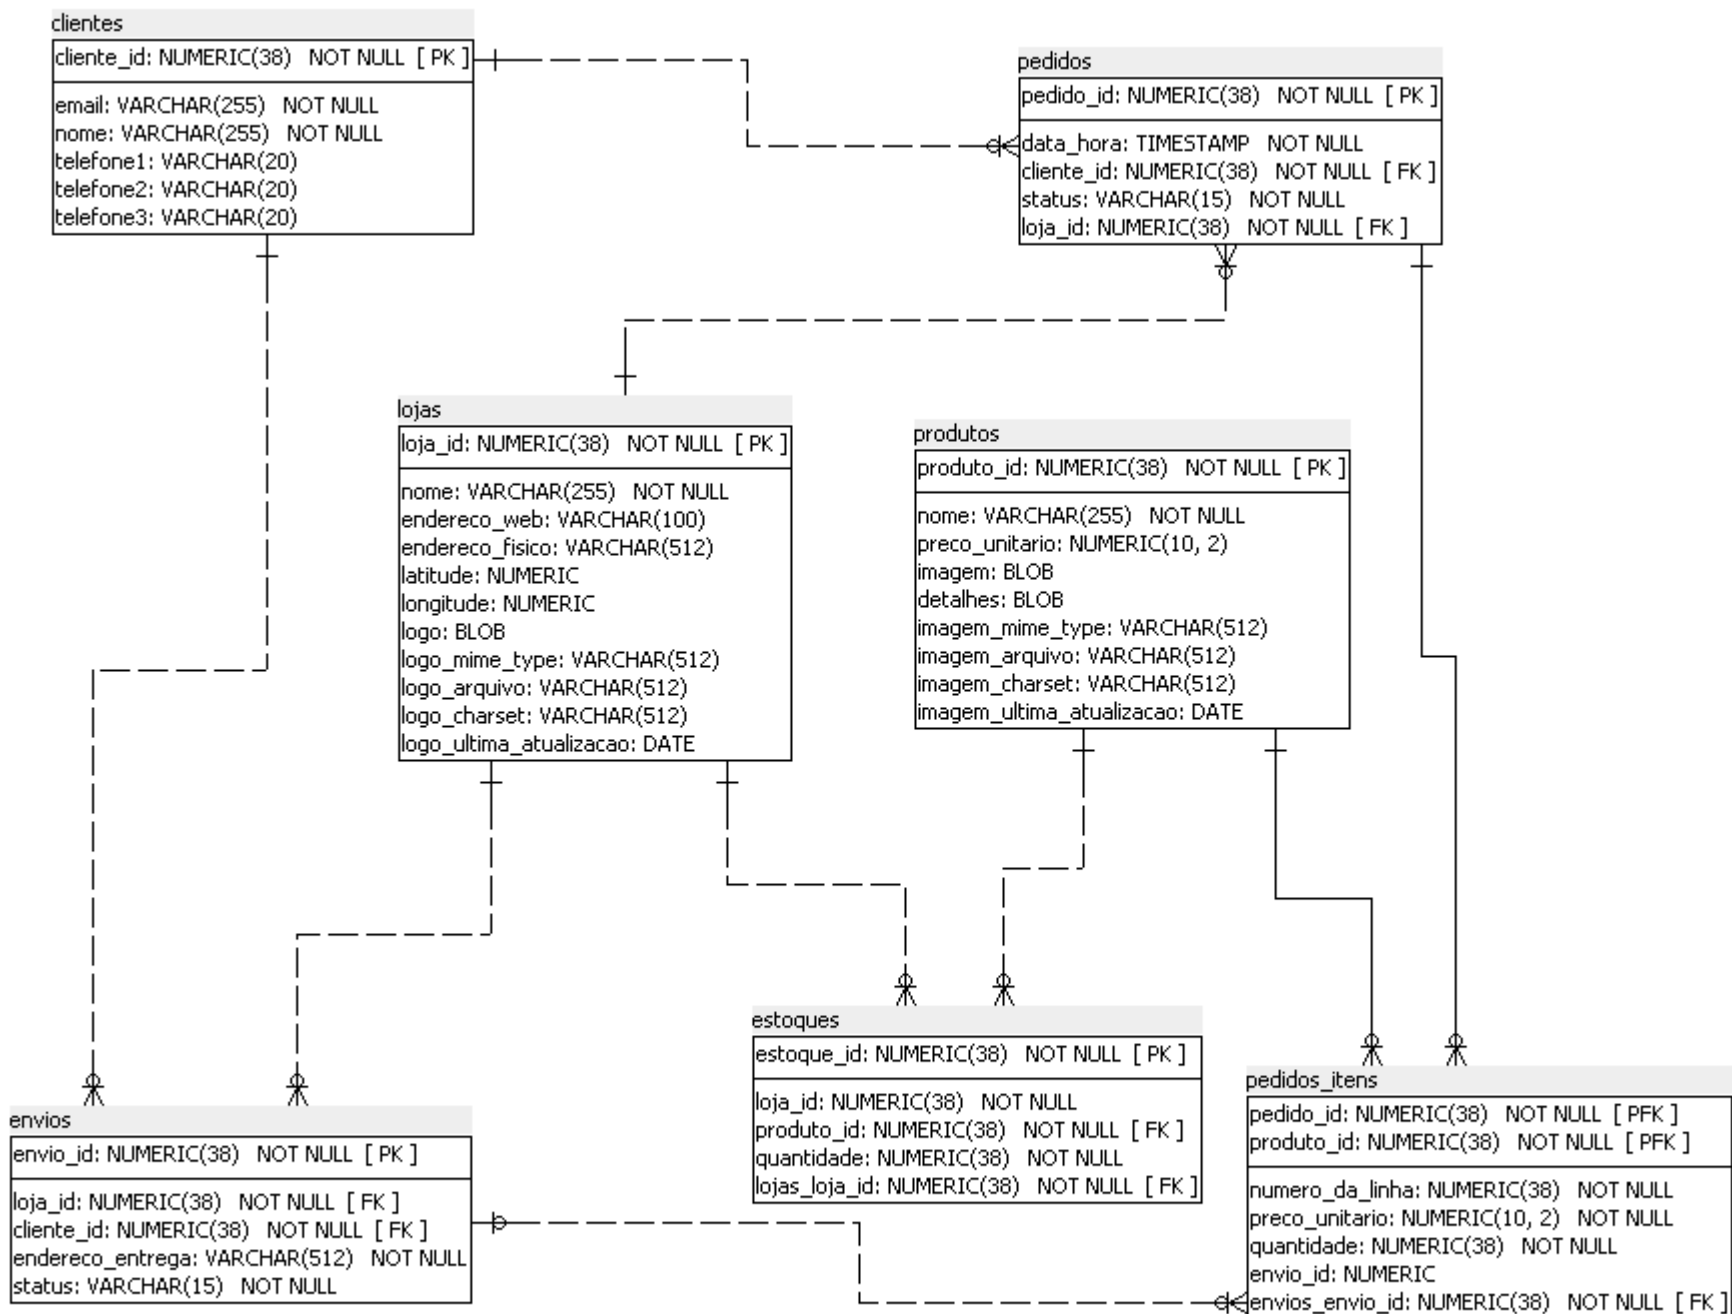 clientes
cliente_id: NUMERIC(38) NOT NULL [ PK ]
email: VARCHAR(255) NOT NULL
nome: VARCHAR(255) NOT NULL
telefone1: VARCHAR(20)
telefone2: VARCHAR(20)
telefone3: VARCHAR(20)
pedidos
pedido_id: NUMERIC(38) NOT NULL [ PK ]
data_hora: TIMESTAMP NOT NULL
cliente_id: NUMERIC(38) NOT NULL [ FK ]
status: VARCHAR(15) NOT NULL
loja_id: NUMERIC(38) NOT NULL [ FK ]
lojas
loja_id: NUMERIC(38) NOT NULL [ PK ]
nome: VARCHAR(255) NOT NULL
endereco_web: VARCHAR(100)
endereco_fisico: VARCHAR(512)
latitude: NUMERIC
longitude: NUMERIC
logo: BLOB
logo_mime_type: VARCHAR(512)
logo_arquivo: VARCHAR(512)
logo_charset: VARCHAR(512)
logo_ultima_atualizacao: DATE
produtos
produto_id: NUMERIC(38) NOT NULL [ PK ]
nome: VARCHAR(255) NOT NULL
preco_unitario: NUMERIC(10, 2)
imagem: BLOB
detalhes: BLOB
imagem_mime_type: VARCHAR(512)
imagem_arquivo: VARCHAR(512)
imagem_charset: VARCHAR(512)
imagem_ultima_atualizacao: DATE
estoques
estoque_id: NUMERIC(38) NOT NULL [ PK ]
loja_id: NUMERIC(38) NOT NULL
produto_id: NUMERIC(38) NOT NULL [ FK ]
quantidade: NUMERIC(38) NOT NULL
lojas_loja_id: NUMERIC(38) NOT NULL [ FK ]
envios
envio_id: NUMERIC(38) NOT NULL [ PK ]
loja_id: NUMERIC(38) NOT NULL [ FK ]
cliente_id: NUMERIC(38) NOT NULL [ FK ]
endereco_entrega: VARCHAR(512) NOT NULL
status: VARCHAR(15) NOT NULL
pedidos_itens
pedido_id: NUMERIC(38) NOT NULL [ PFK ]
produto_id: NUMERIC(38) NOT NULL [ PFK ]
numero_da_linha: NUMERIC(38) NOT NULL
preco_unitario: NUMERIC(10, 2) NOT NULL
quantidade: NUMERIC(38) NOT NULL
envio_id: NUMERIC
envios_envio_id: NUMERIC(38) NOT NULL [ FK ]